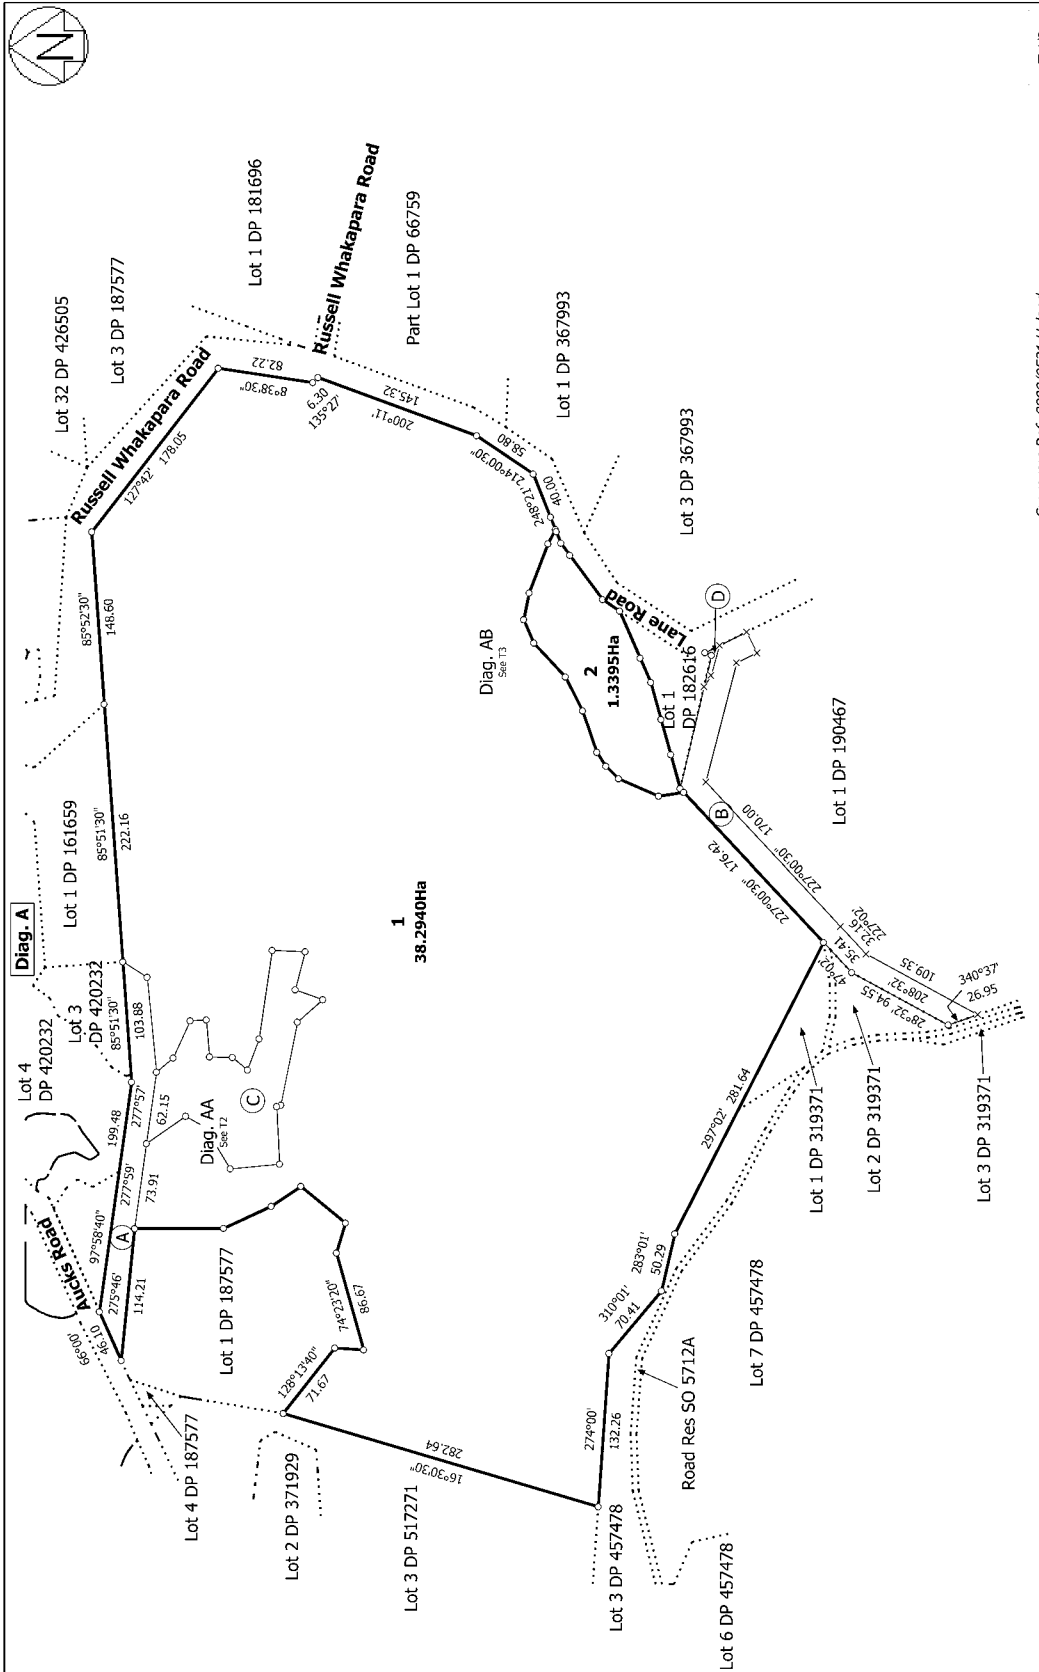 N
Diag. A
Lot 4
DP 420232
Lot 3
DP 420232
Lot 1 DP 161659
Lot 32 DP 426505
Lot 3 DP 187577
Lot 1 DP 181696
Russell Whakapara Road
Russell Whakapara Road
Part Lot 1 DP 66759
Lot 1 DP 367993
Lot 3 DP 367993
Lane Road
Aucks Road
66°00'
46.10
97°58'40"
199.48
275°46'
114.21
A
277°59'
73.91
277°57'
62.15
85°51'30"
103.88
85°51'30"
222.16
85°52'30"
148.60
127°42'
178.05
8°38'30"
82.22
6.30
135°27'
200°11'
145.32
214°00'30"
58.80
248°21'
40.00
Diag. AA
See T2
C
Diag. AB
See T3
1
38.2940Ha
2
1.3395Ha
Lot 1
DP 182616
D
B
Lot 1 DP 190467
227°00'30"
176.42
227°00'30"
170.00
227°02'
32.16
47°02'
35.41
28°32'
94.55
208°32'
109.35
340°37'
26.95
Lot 1 DP 319371
Lot 2 DP 319371
Lot 3 DP 319371
297°02'
281.64
283°01'
50.29
310°01'
70.41
274°00'
132.26
16°30'30"
282.64
128°13'40"
71.67
74°23'20"
86.67
Lot 1 DP 187577
Lot 4 DP 187577
Lot 2 DP 371929
Lot 3 DP 517271
Lot 3 DP 457478
Lot 6 DP 457478
Road Res SO 5712A
Lot 7 DP 457478